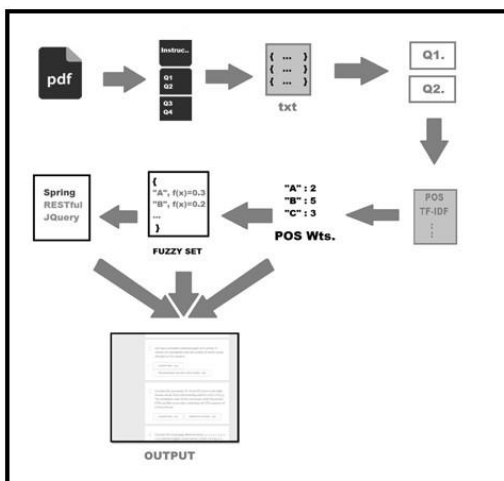 pdf
Instruc..
Q1
Q2
Q3
Q4
{ ... }
{ ... }
{ ... }
txt
Q1.
Q2.
POS
TF-IDF
:
:
"A" : 2
"B" : 5
"C" : 3
POS Wts.
{
"A", f(x)=0.3
"B", f(x)=0.2
...
}
FUZZY SET
Spring
RESTful
JQuery
OUTPUT